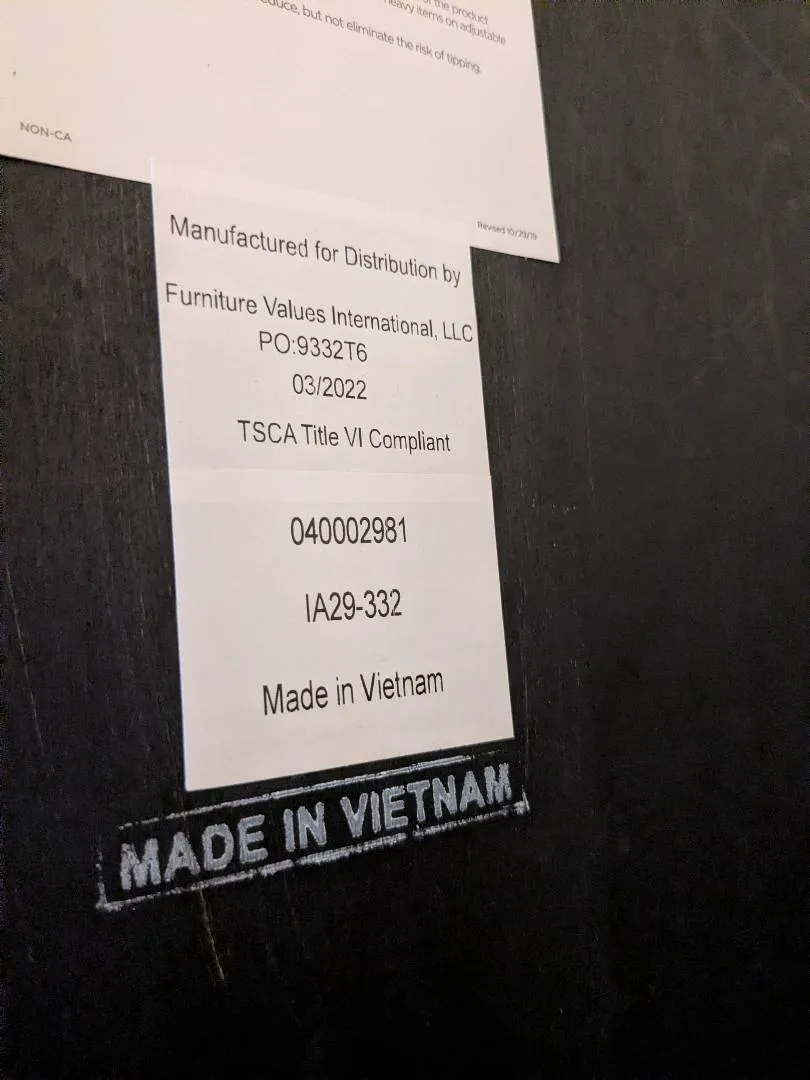 of the product
heavy items on adjustable
reduce, but not eliminate the risk of tipping.
NON-CA
Revised 10/29/19
Manufactured for Distribution by
Furniture Values International, LLC
PO:9332T6
03/2022
TSCA Title VI Compliant
040002981
IA29-332
Made in Vietnam
MADE IN VIETNAM